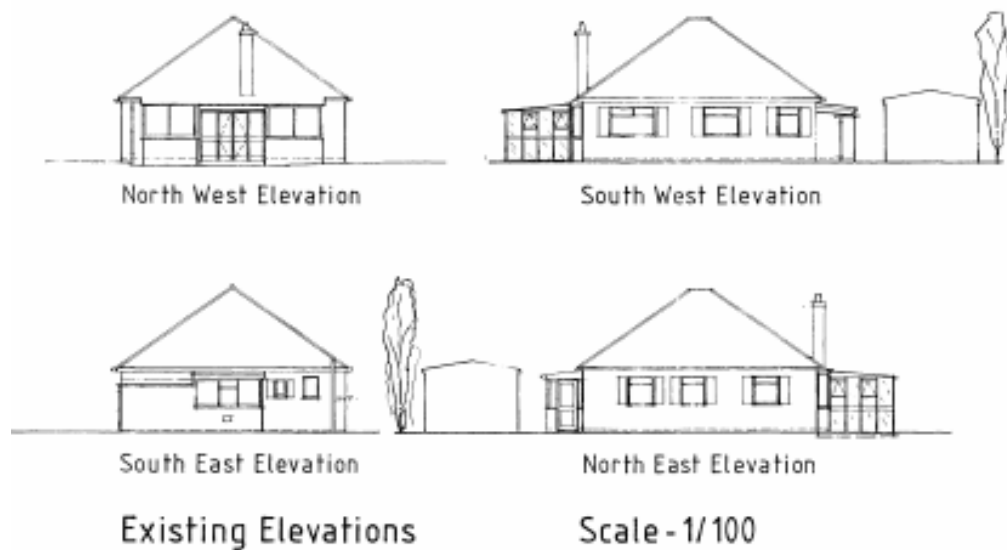 North West Elevation
South West Elevation
South East Elevation
North East Elevation
Existing Elevations
Scale - 1/100